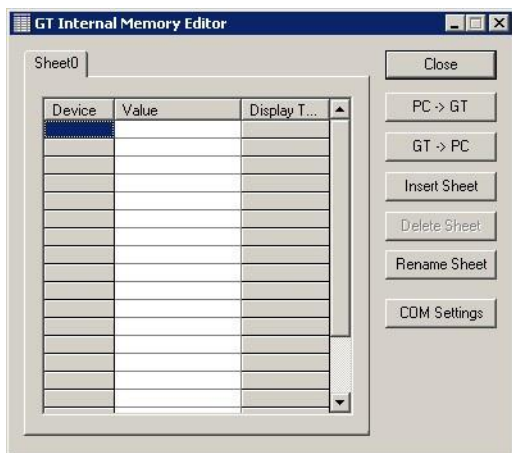 GT Internal Memory Editor
Sheet0
Device Value Display T...
Close
PC -> GT
GT -> PC
Insert Sheet
Delete Sheet
Rename Sheet
COM Settings